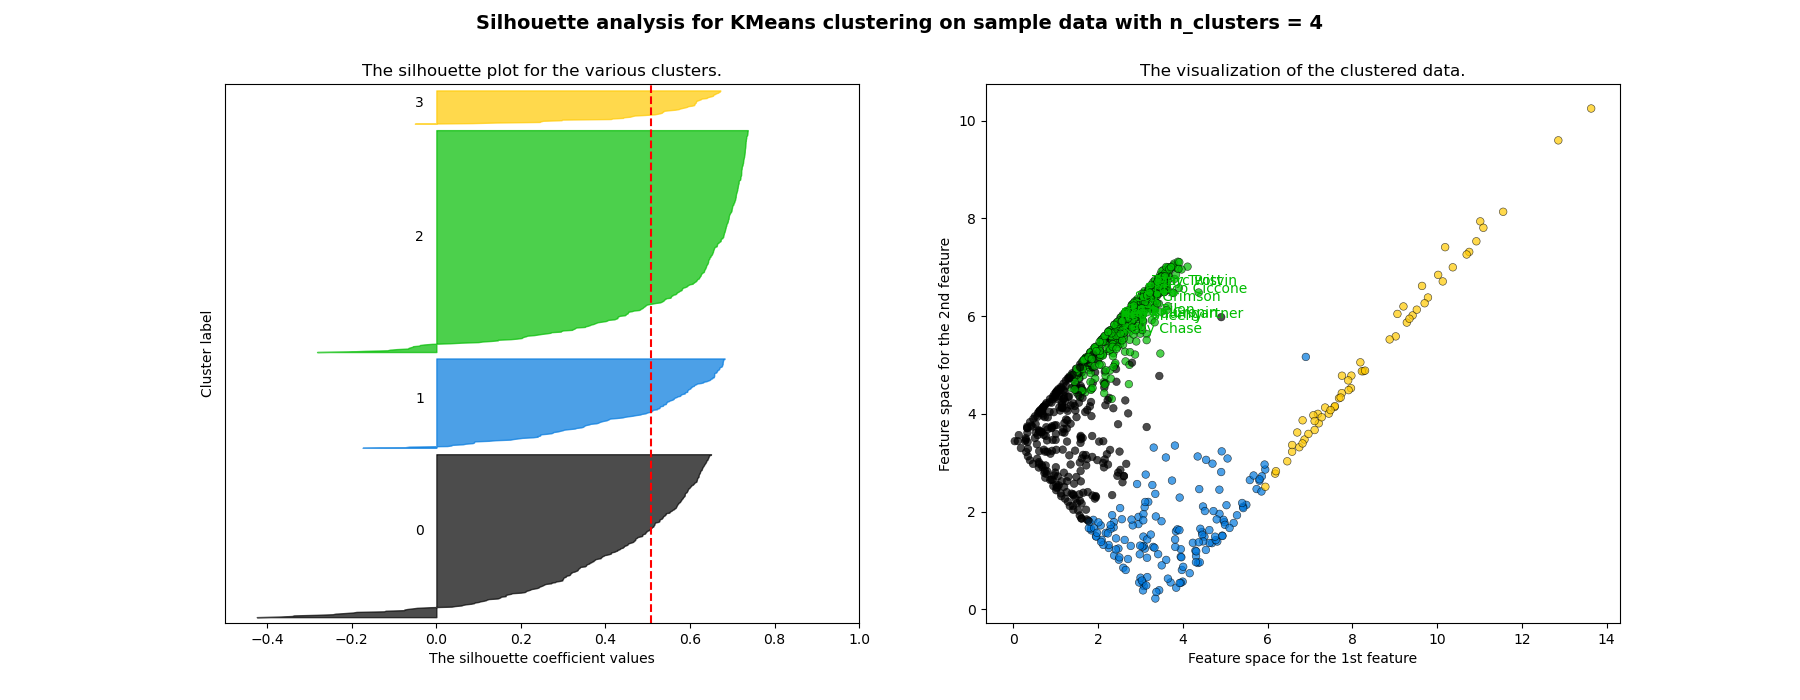 Silhouette analysis for KMeans clustering on sample data with n_clusters = 4
The silhouette plot for the various clusters.
3
2
1
0
Cluster label
−0.4 −0.2 0.0 0.2 0.4 0.6 0.8 1.0
The silhouette coefficient values
The visualization of the clustered data.
10
8
6
4
2
0
Feature space for the 2nd feature
Ciccone
Grimson
Chase
0 2 4 6 8 10 12 14
Feature space for the 1st feature